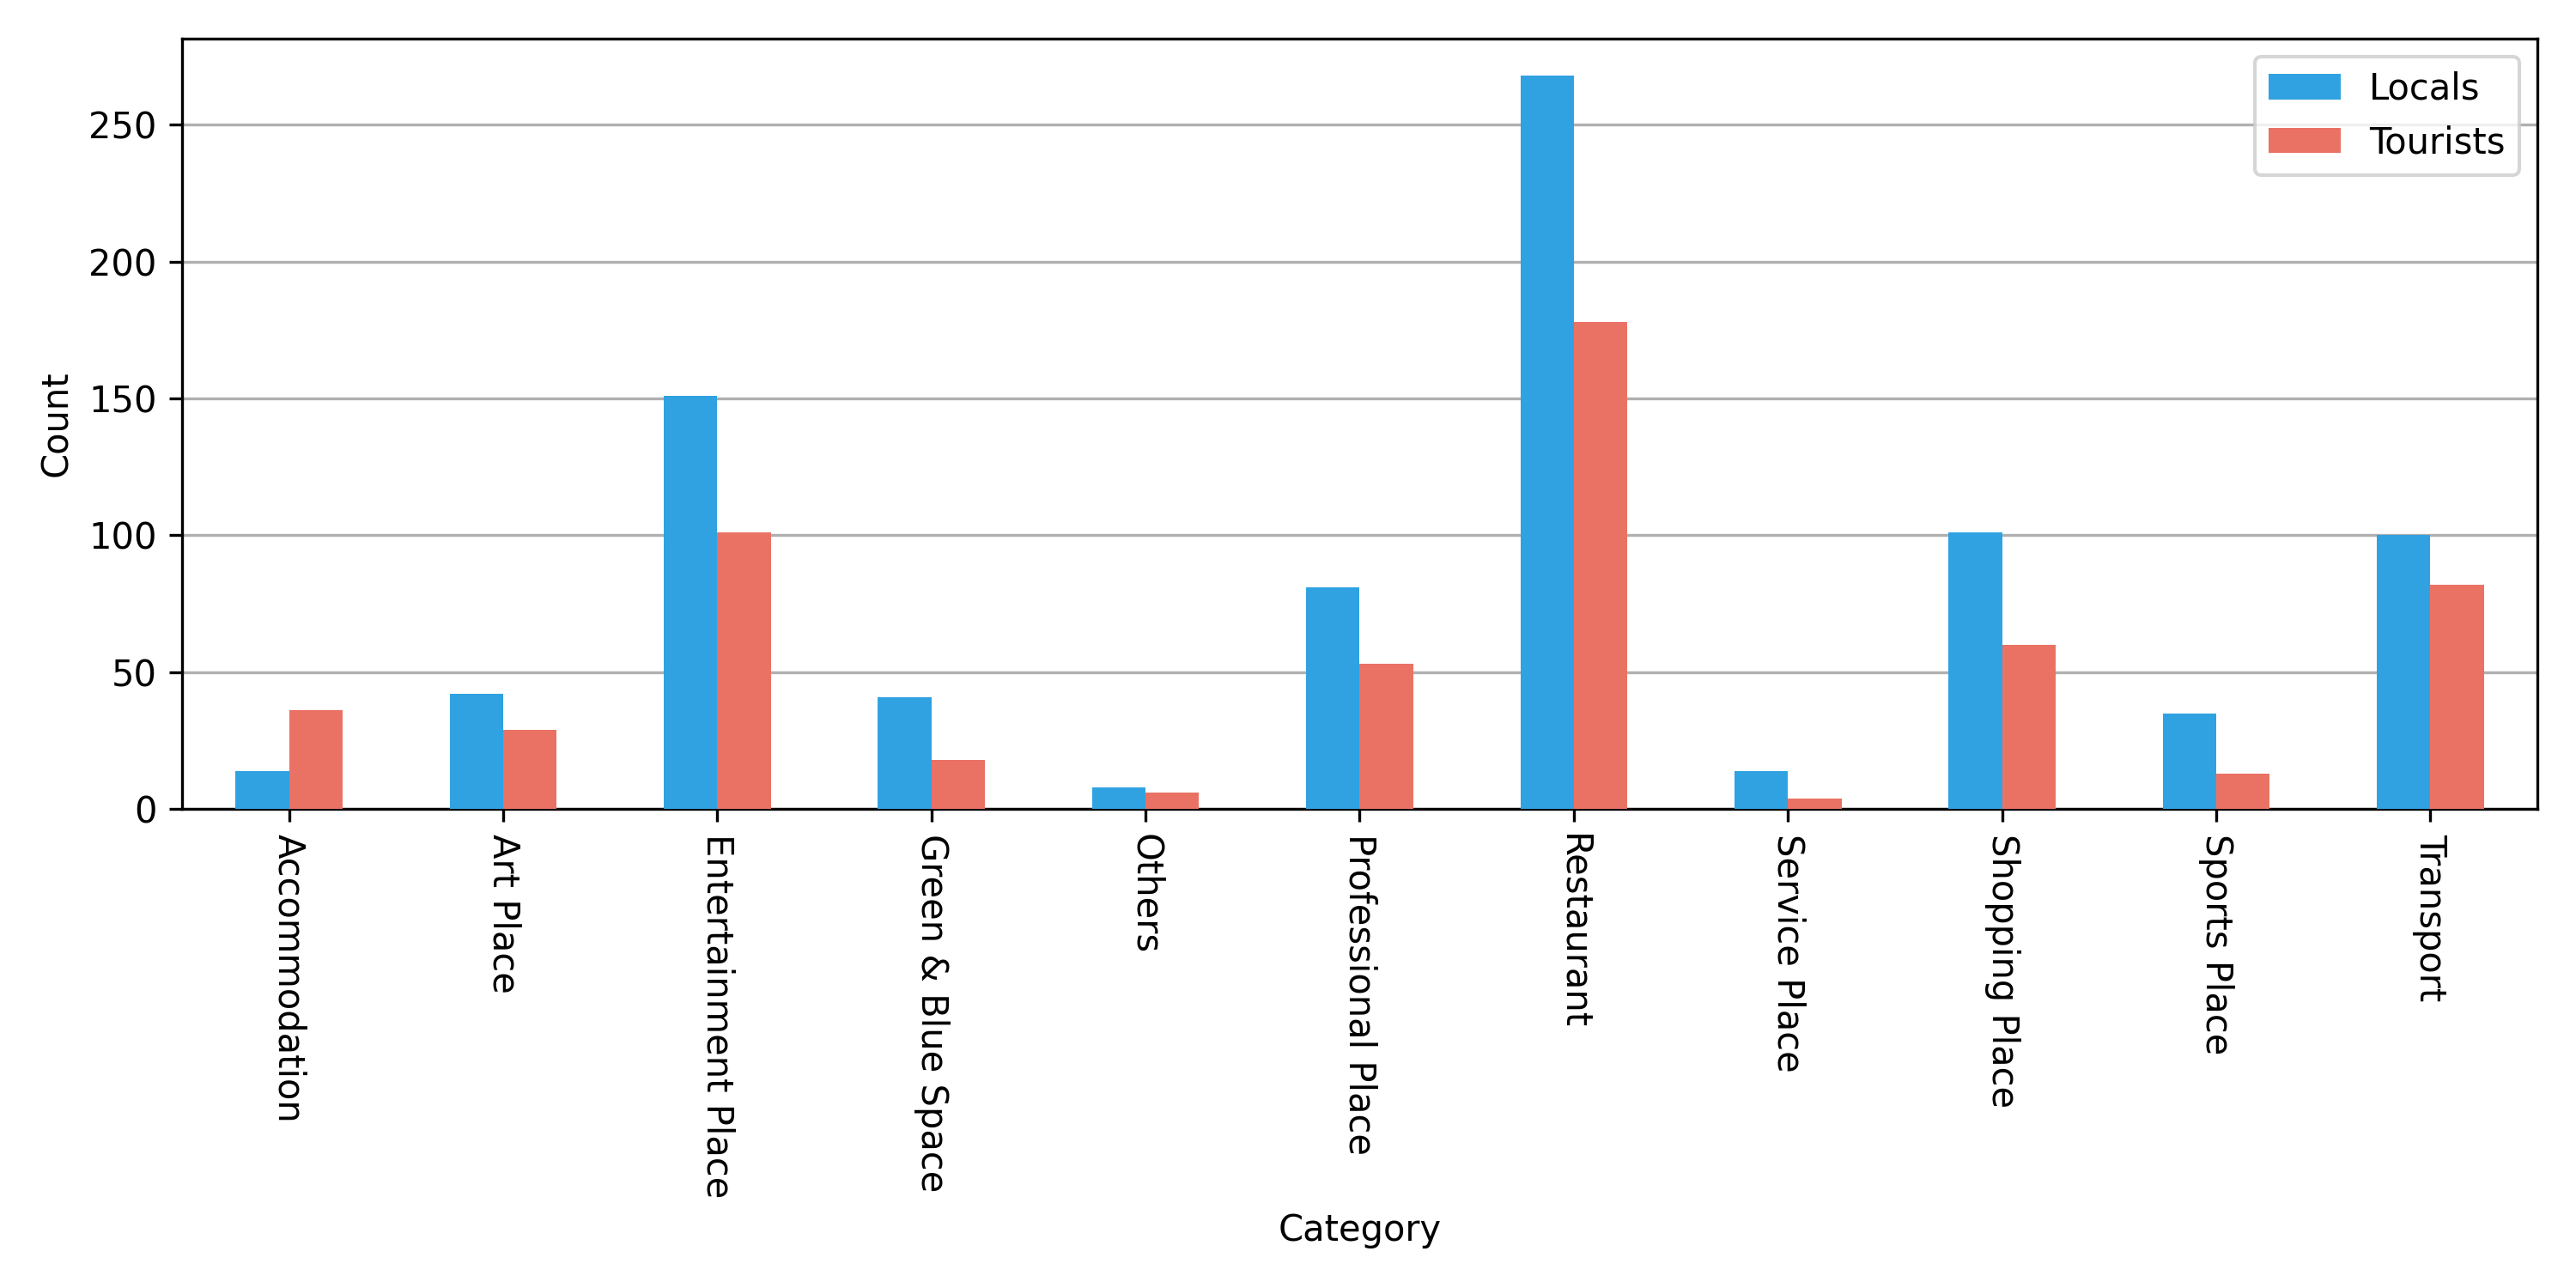 Locals
Tourists
250
200
150
100
50
0
Count
Accommodation
Art Place
Entertainment Place
Green & Blue Space
Others
Professional Place
Restaurant
Service Place
Shopping Place
Sports Place
Transport
Category